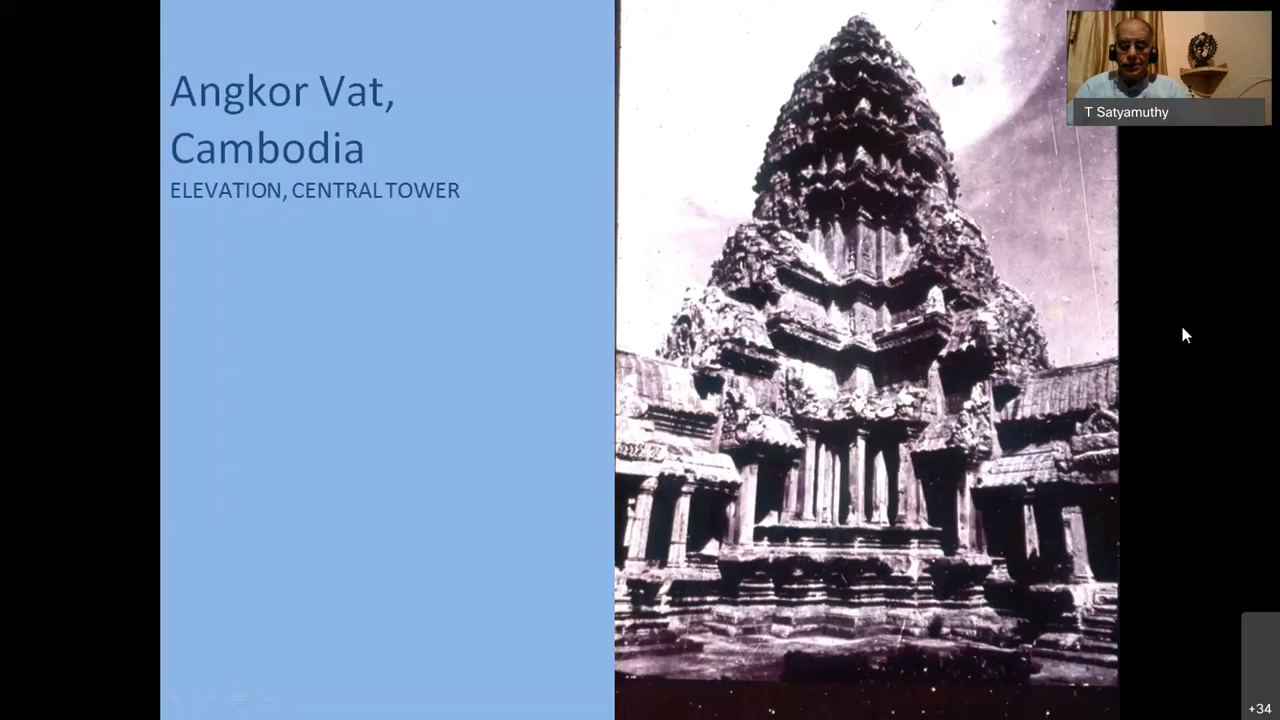 Angkor Vat,
Cambodia
ELEVATION, CENTRAL TOWER
T Satyamuthy
+34